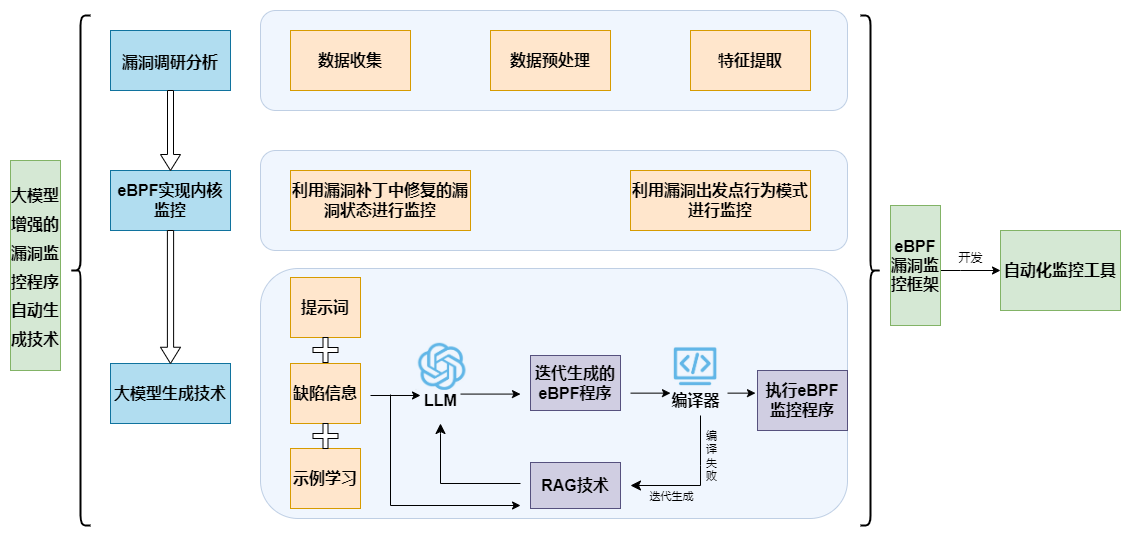 大模型
增强的
漏洞监
控程序
自动生
成技术
漏洞调研分析
数据收集
数据预处理
特征提取
eBPF实现内核
监控
利用漏洞补丁中修复的漏
洞状态进行监控
利用漏洞出发点行为模式
进行监控
大模型生成技术
提示词
缺陷信息
示例学习
LLM
迭代生成的
eBPF程序
编译器
执行eBPF
监控程序
编译失败
RAG技术
迭代生成
eBPF
漏洞监
控框架
开发
自动化监控工具